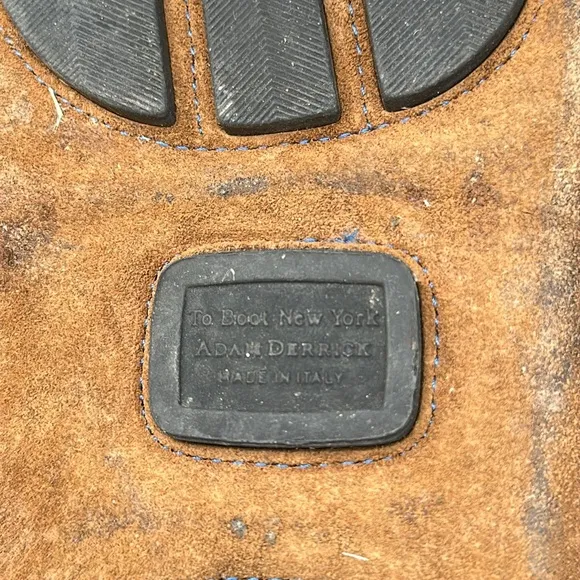 To Boot New York
ADAM DERRICK
MADE IN ITALY